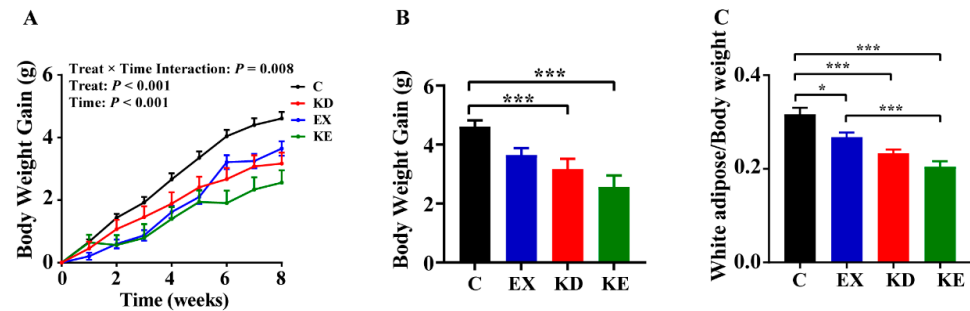 A
Treat × Time Interaction: P = 0.008
Treat: P < 0.001
Time: P < 0.001
C
KD
EX
KE
Body Weight Gain (g)
6
4
2
0
0 2 4 6 8
Time (weeks)
B
***
***
Body Weight Gain (g)
6
4
2
0
C EX KD KE
C
***
***
*
***
White adipose/Body weight
0.4
0.2
0.0
C EX KD KE